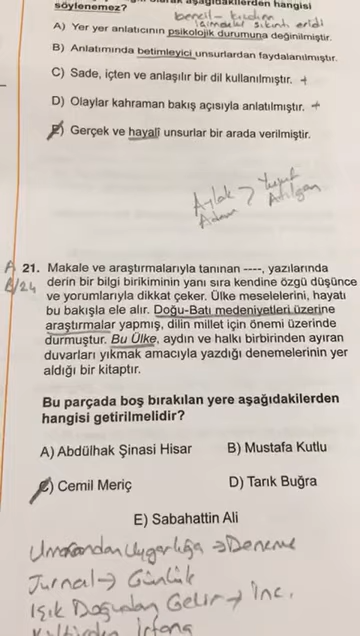 aşağıdakilerden hangisi
söylenemez?
bencil - 
sıkıntı
A) Yer yer anlatıcının psikolojik durumuna değinilmiştir.
B) Anlatımında betimleyici unsurlardan faydalanılmıştır.
C) Sade, içten ve anlaşılır bir dil kullanılmıştır. +
D) Olaylar kahraman bakış açısıyla anlatılmıştır. +
E) Gerçek ve hayalî unsurlar bir arada verilmiştir.
Aylak > Yusuf
Adam Atılgan
21. Makale ve araştırmalarıyla tanınan ----, yazılarında
derin bir bilgi birikiminin yanı sıra kendine özgü düşünce
ve yorumlarıyla dikkat çeker. Ülke meselelerini, hayatı
bu bakışla ele alır. Doğu-Batı medeniyetleri üzerine
araştırmalar yapmış, dilin millet için önemi üzerinde
durmuştur. Bu Ülke, aydın ve halkı birbirinden ayıran
duvarları yıkmak amacıyla yazdığı denemelerinin yer
aldığı bir kitaptır.
Bu parçada boş bırakılan yere aşağıdakilerden
hangisi getirilmelidir?
A) Abdülhak Şinasi Hisar B) Mustafa Kutlu
C) Cemil Meriç D) Tarık Buğra
E) Sabahattin Ali
Umrandan Uygarlığa → Deneme
Jurnal → Günlük
Işık Doğudan Gelir → İnc.
Kültürden İrfana